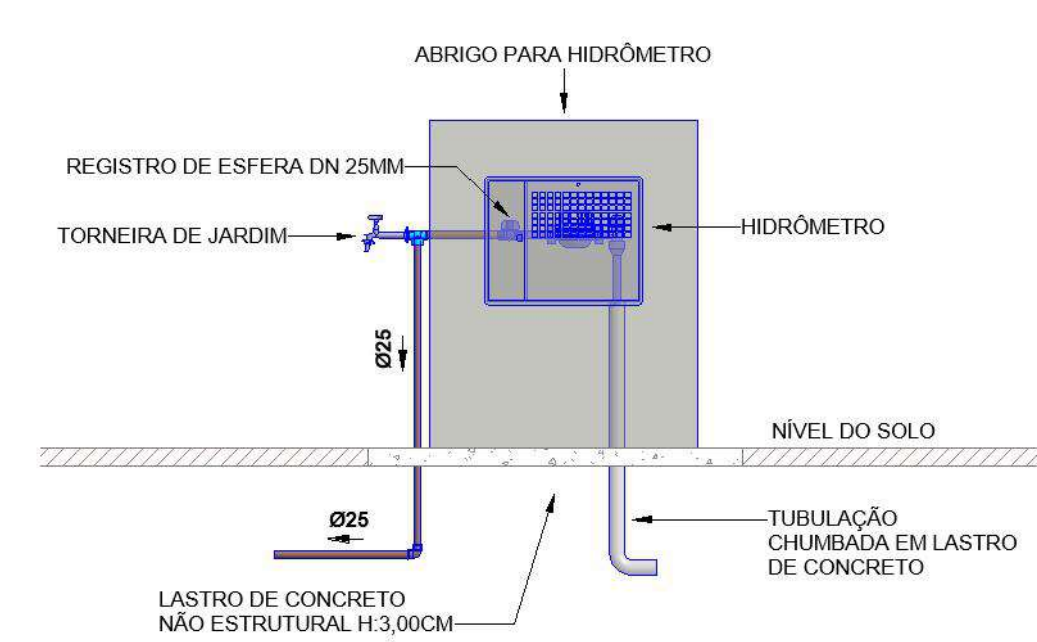 ABRIGO PARA HIDRÔMETRO
REGISTRO DE ESFERA DN 25MM
TORNEIRA DE JARDIM
HIDRÔMETRO
Ø25
NÍVEL DO SOLO
Ø25
TUBULAÇÃO
CHUMBADA EM LASTRO
DE CONCRETO
LASTRO DE CONCRETO
NÃO ESTRUTURAL H:3,00CM